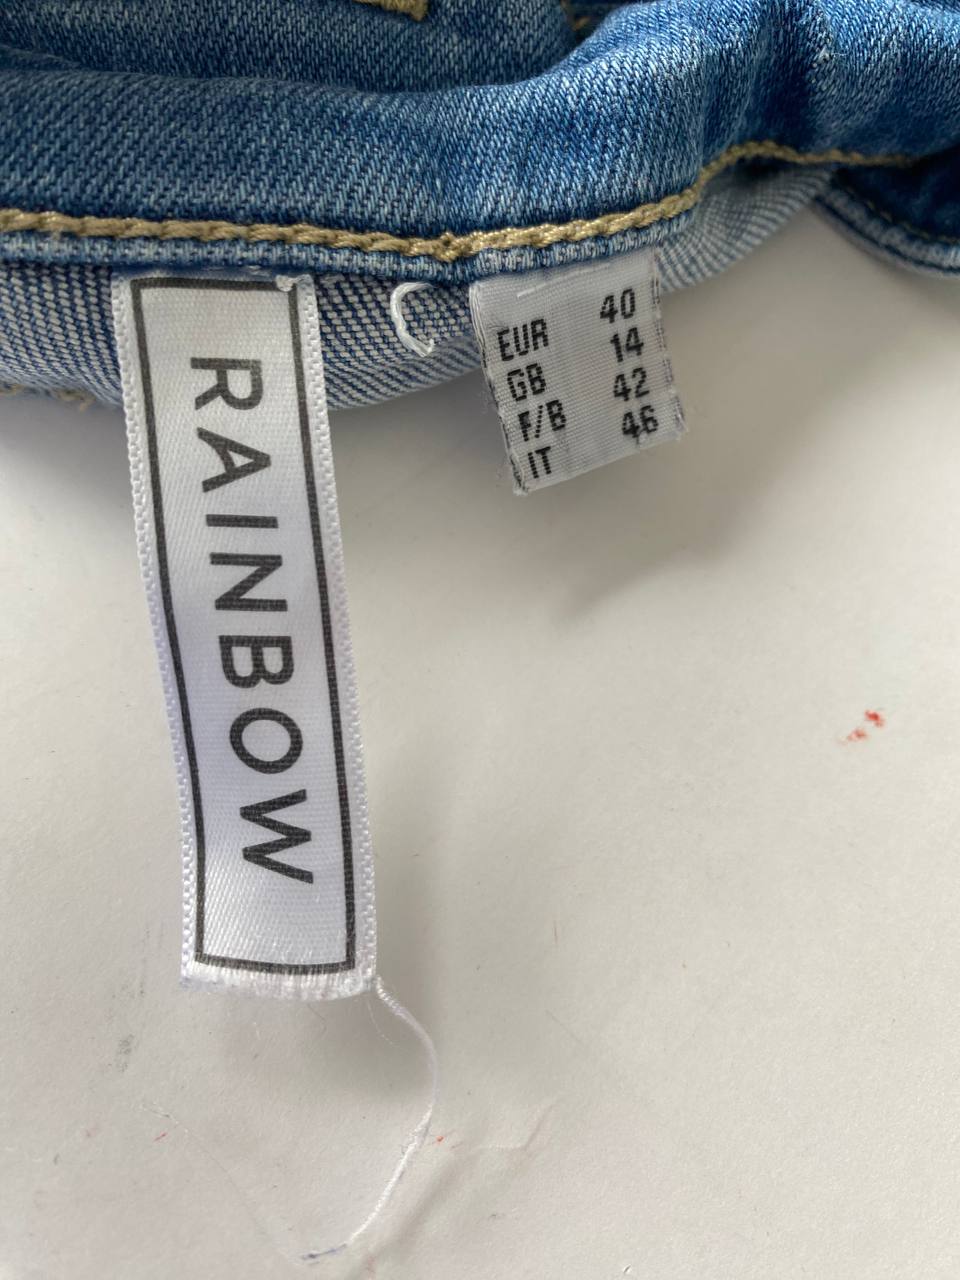 RAINBOW
EUR 40
GB 14
F/B 42
IT 46